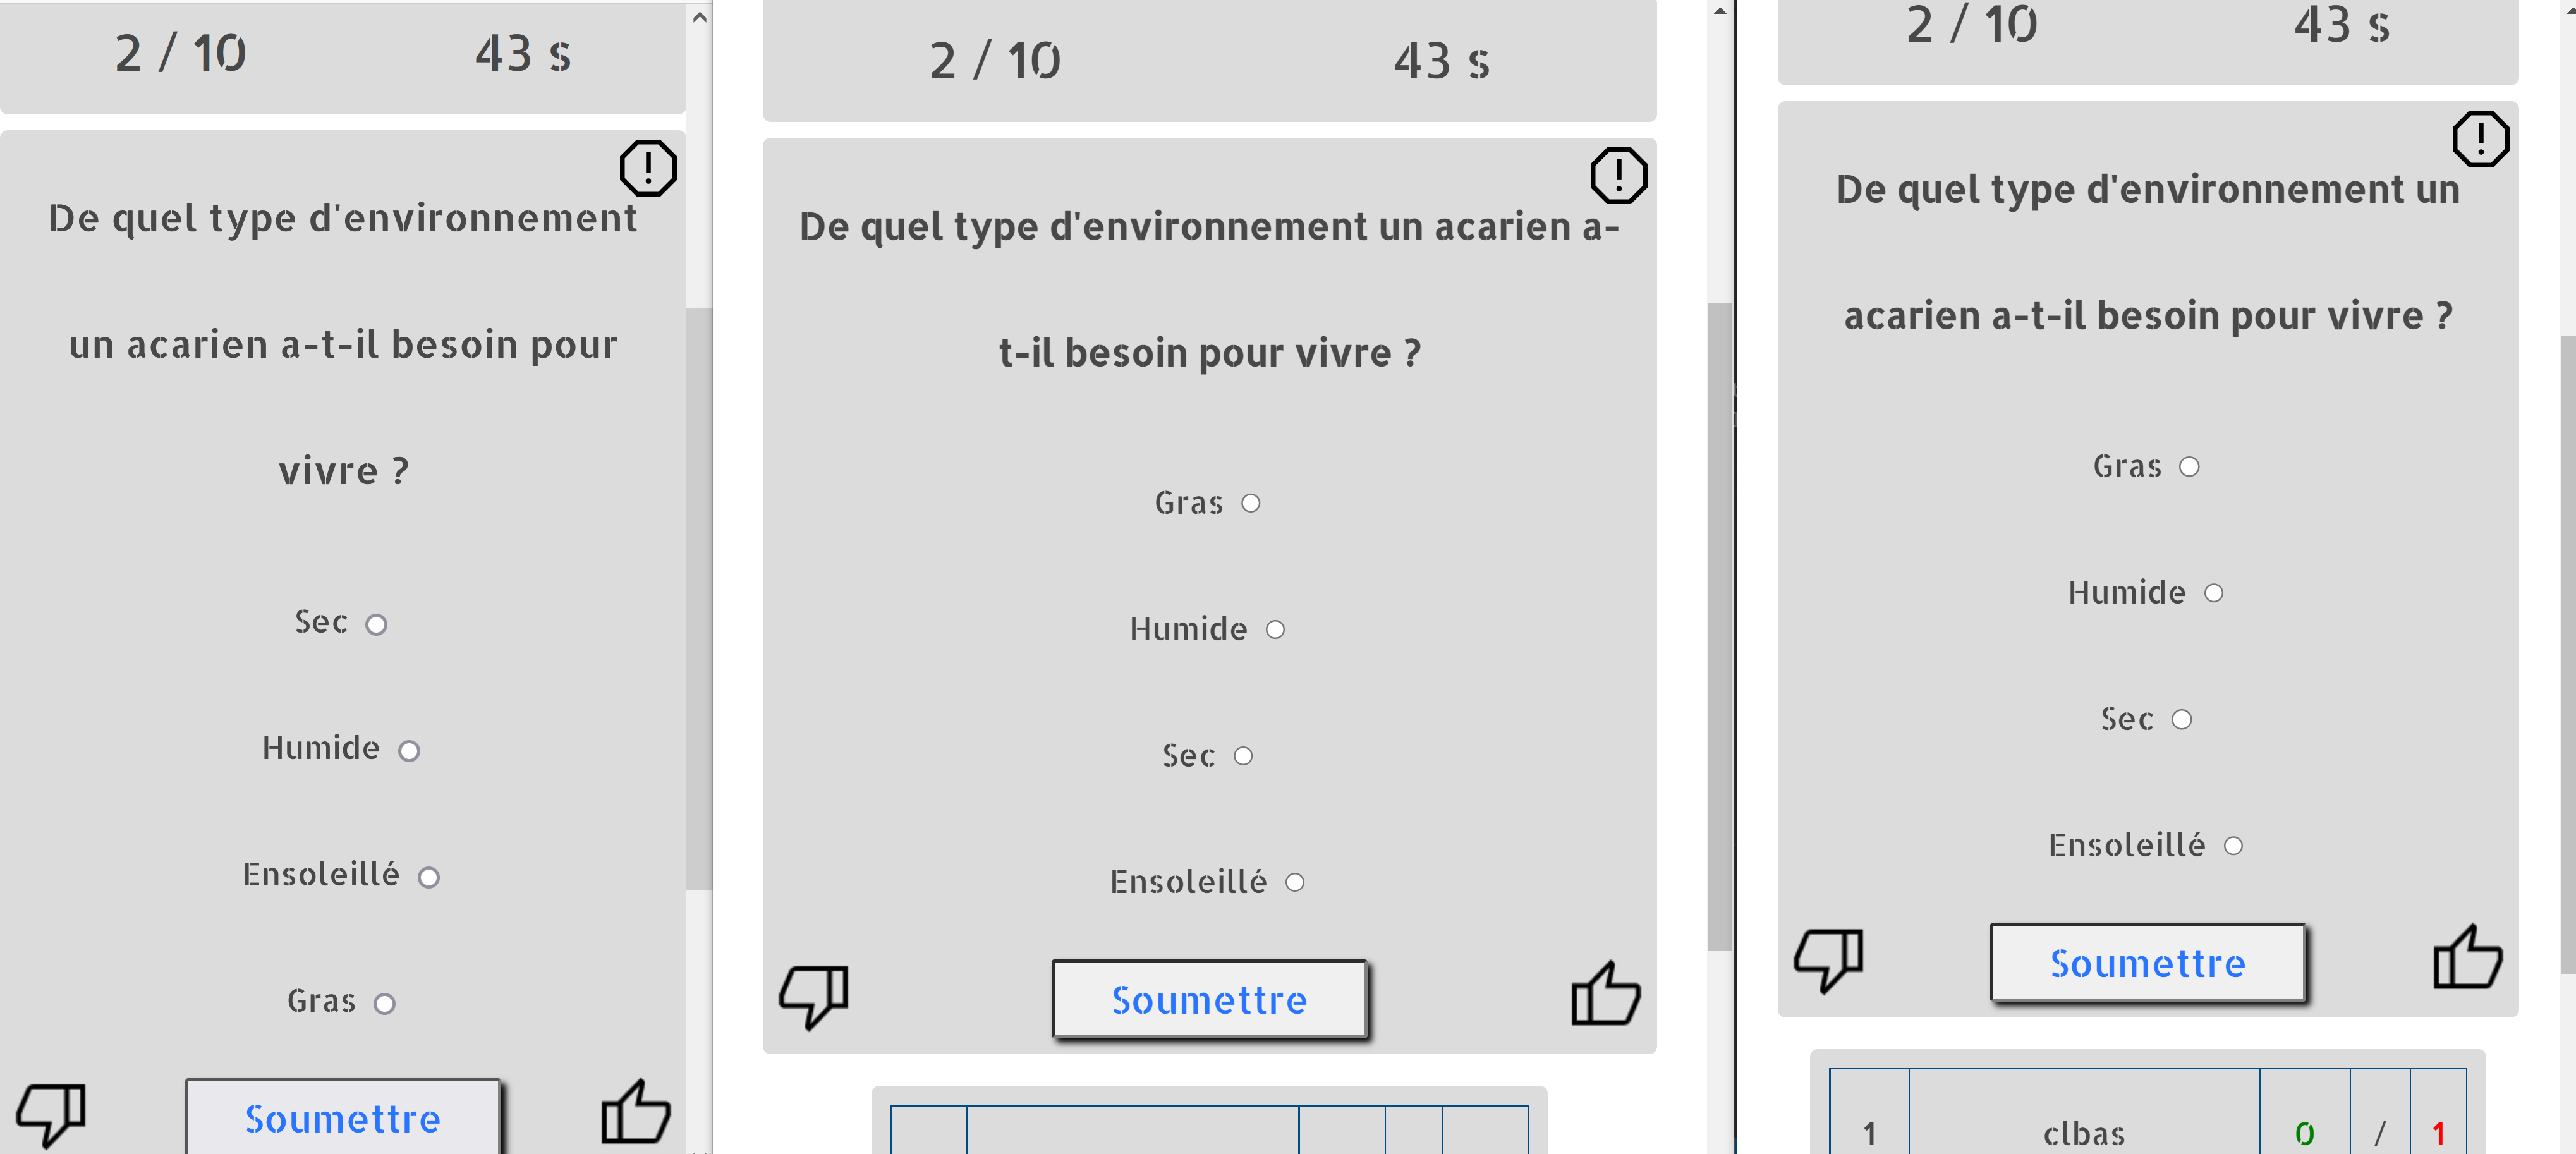 2 / 10 43 s
De quel type d'environnement
un acarien a-t-il besoin pour
vivre ?
Sec
Humide
Ensoleillé
Gras
Soumettre
2 / 10 43 s
De quel type d'environnement un acarien a-
t-il besoin pour vivre ?
Gras
Humide
Sec
Ensoleillé
Soumettre
2 / 10 43 s
De quel type d'environnement un
acarien a-t-il besoin pour vivre ?
Gras
Humide
Sec
Ensoleillé
Soumettre
1 clbas 0 / 1